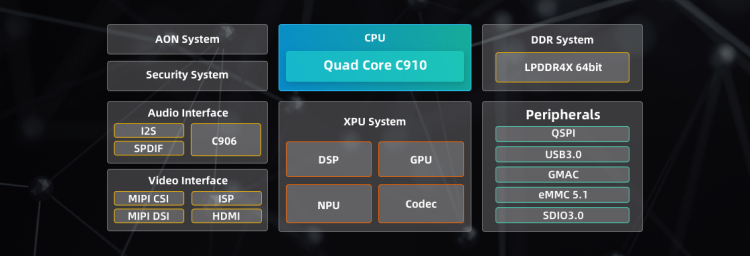 AON System
Security System
CPU
Quad Core C910
DDR System
LPDDR4X 64bit
Audio Interface
I2S
SPDIF
C906
Video Interface
MIPI CSI
ISP
MIPI DSI
HDMI
XPU System
DSP
GPU
NPU
Codec
Peripherals
QSPI
USB3.0
GMAC
eMMC 5.1
SDIO3.0